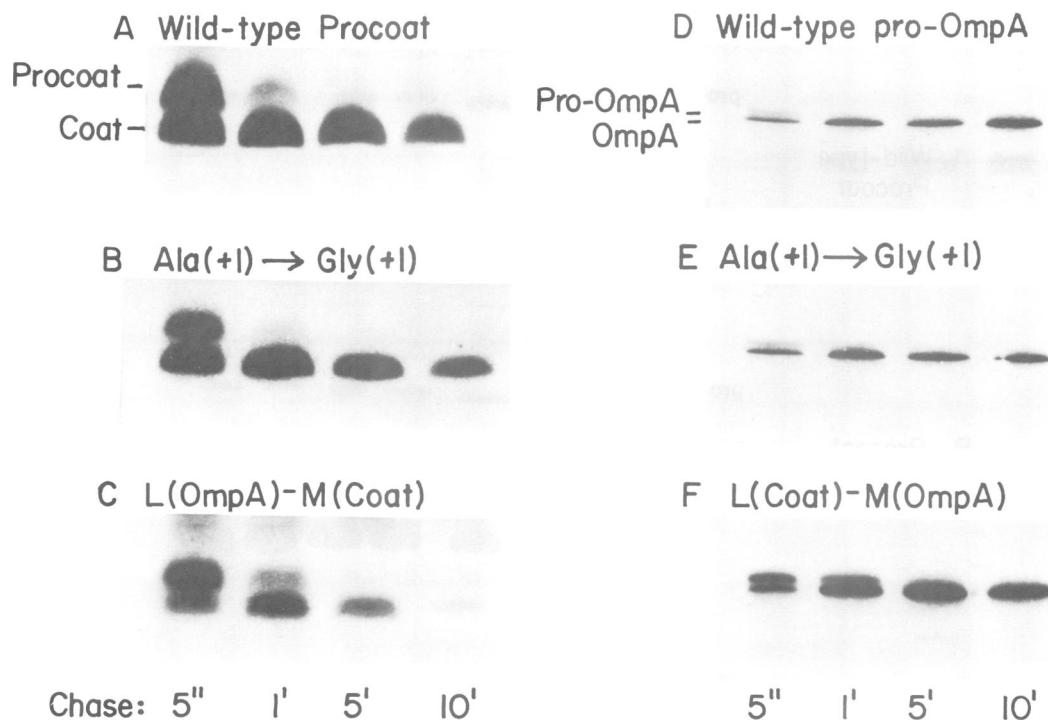 A Wild-type Procoat
Procoat
Coat
B Ala(+1) → Gly(+1)
C L(OmpA)-M(Coat)
Chase: 5" 1' 5' 10'
D Wild-type pro-OmpA
Pro-OmpA =
OmpA
E Ala(+1) → Gly(+1)
F L(Coat)-M(OmpA)
5" 1' 5' 10'